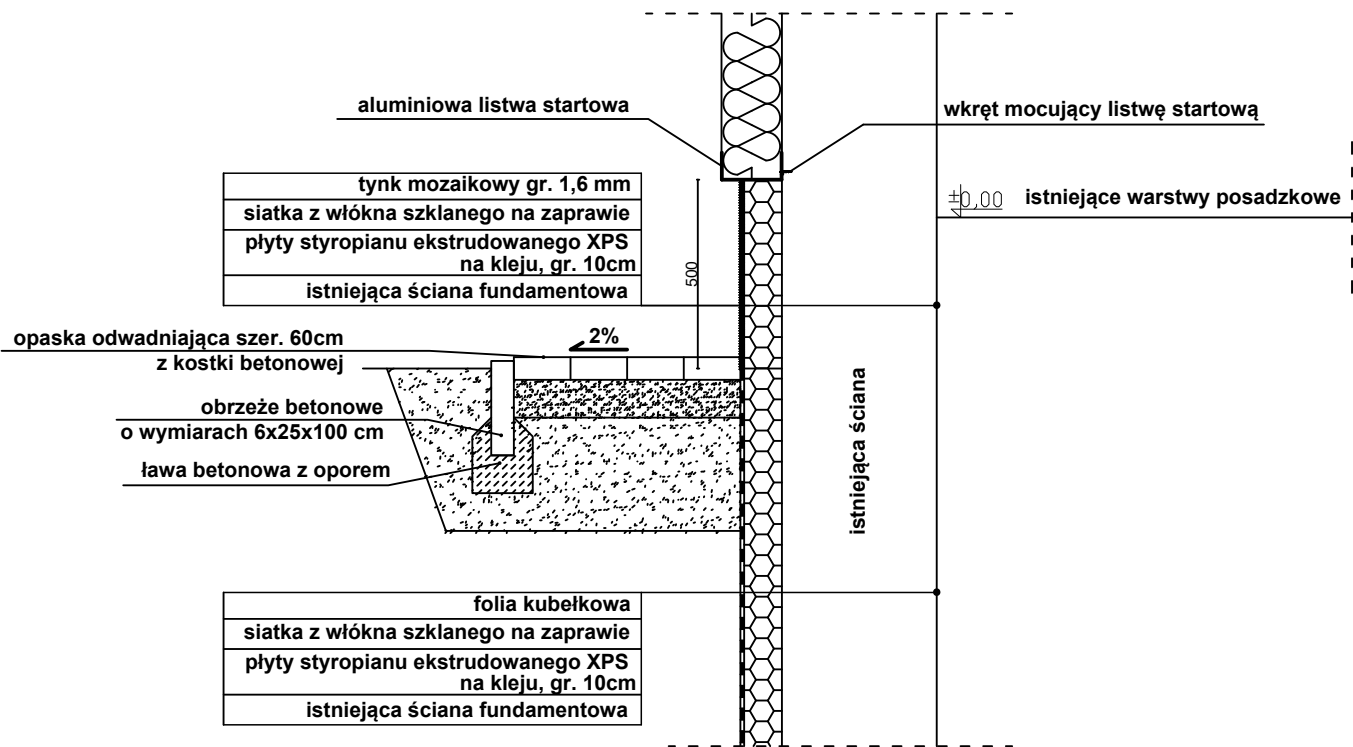 aluminiowa listwa startowa
wkręt mocujący listwę startową
tynk mozaikowy gr. 1,6 mm
siatka z włókna szklanego na zaprawie
płyty styropianu ekstrudowanego XPS
na kleju, gr. 10cm
istniejąca ściana fundamentowa
±0,00 istniejące warstwy posadzkowe
500
opaska odwadniająca szer. 60cm
z kostki betonowej
2%
obrzeże betonowe
o wymiarach 6x25x100 cm
ława betonowa z oporem
istniejąca ściana
folia kubełkowa
siatka z włókna szklanego na zaprawie
płyty styropianu ekstrudowanego XPS
na kleju, gr. 10cm
istniejąca ściana fundamentowa